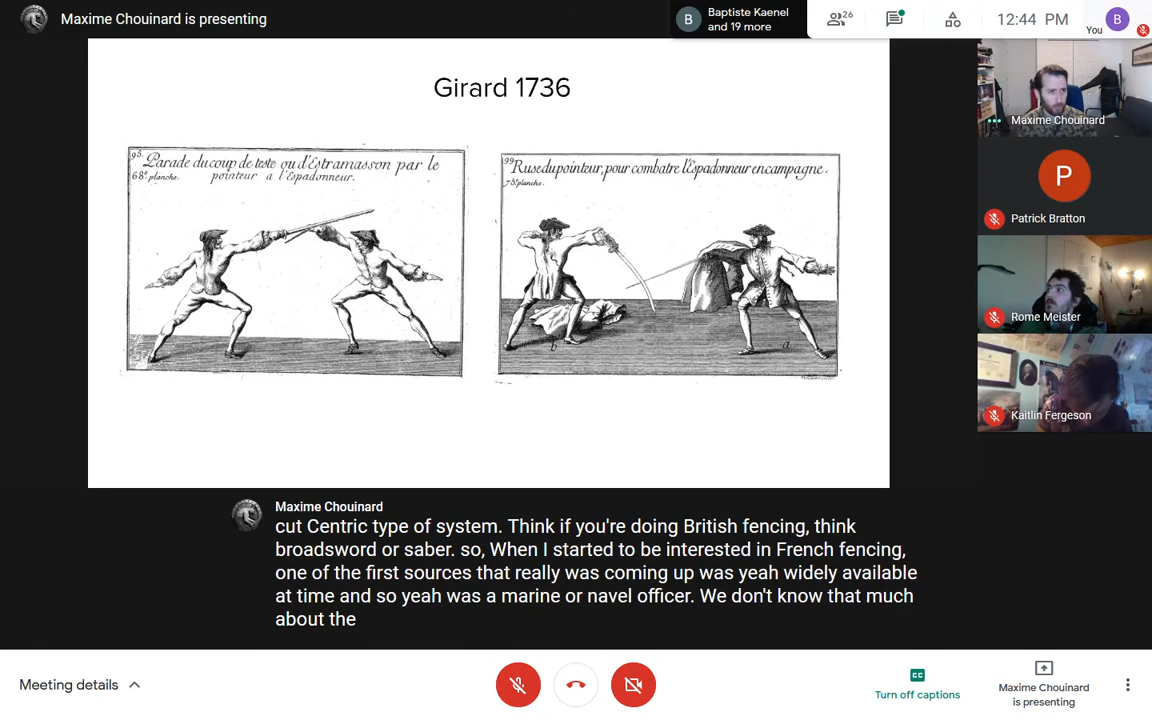 Maxime Chouinard is presenting
B
Baptiste Kaenel
and 19 more
26
12:44 PM
You
B
Girard 1736
98.
Parade du coup de teste ou d'Estramasson par le
68e. planche.
pointeur a l'Espadonneur.
99
Ruse du pointeur, pour combatre l'Espadonneur en campagne.
planche.
b
a
Maxime Chouinard
P
Patrick Bratton
Rome Meister
Kaitlin Fergeson
Maxime Chouinard
cut Centric type of system. Think if you're doing British fencing, think
broadsword or saber. so, When I started to be interested in French fencing,
one of the first sources that really was coming up was yeah widely available
at time and so yeah was a marine or navel officer. We don't know that much
about the
Meeting details
CC
Turn off captions
Maxime Chouinard
is presenting